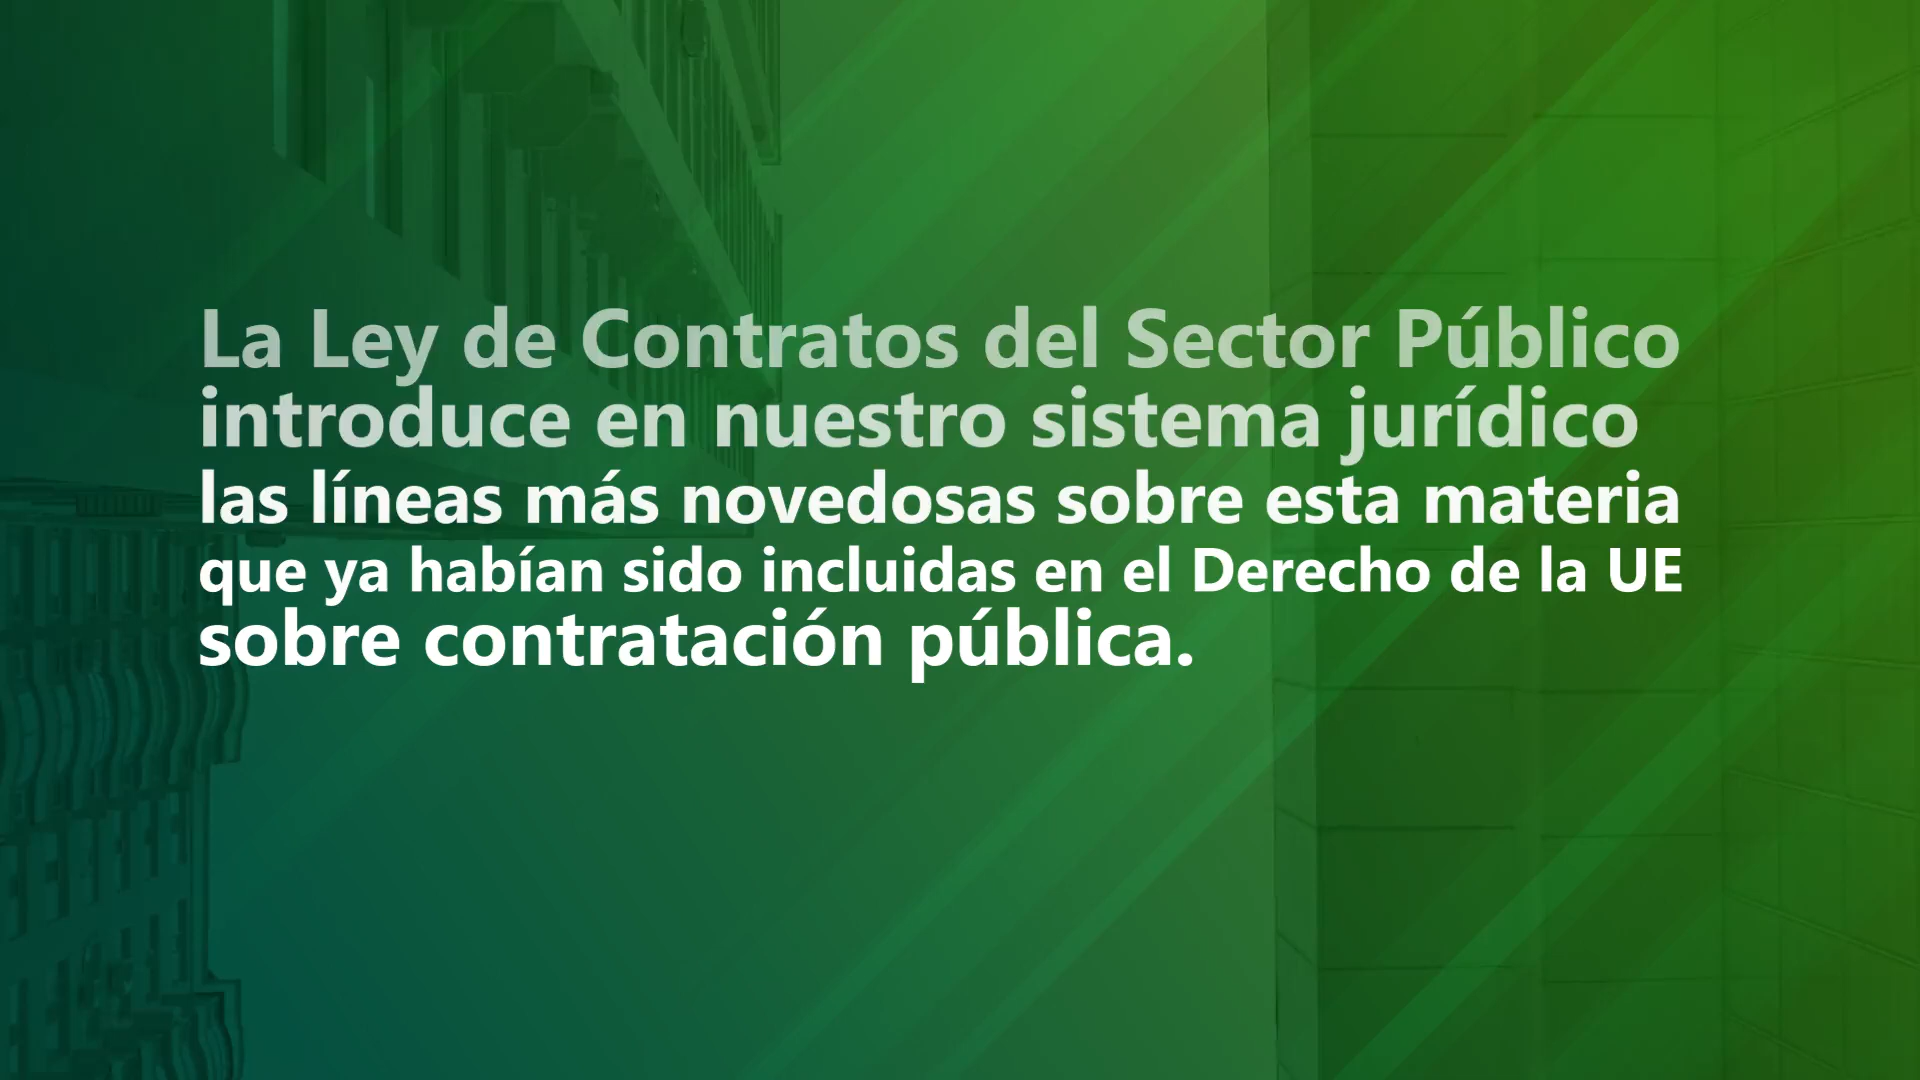 La Ley de Contratos del Sector Público
introduce en nuestro sistema jurídico
las líneas más novedosas sobre esta materia
que ya habían sido incluidas en el Derecho de la UE
sobre contratación pública.